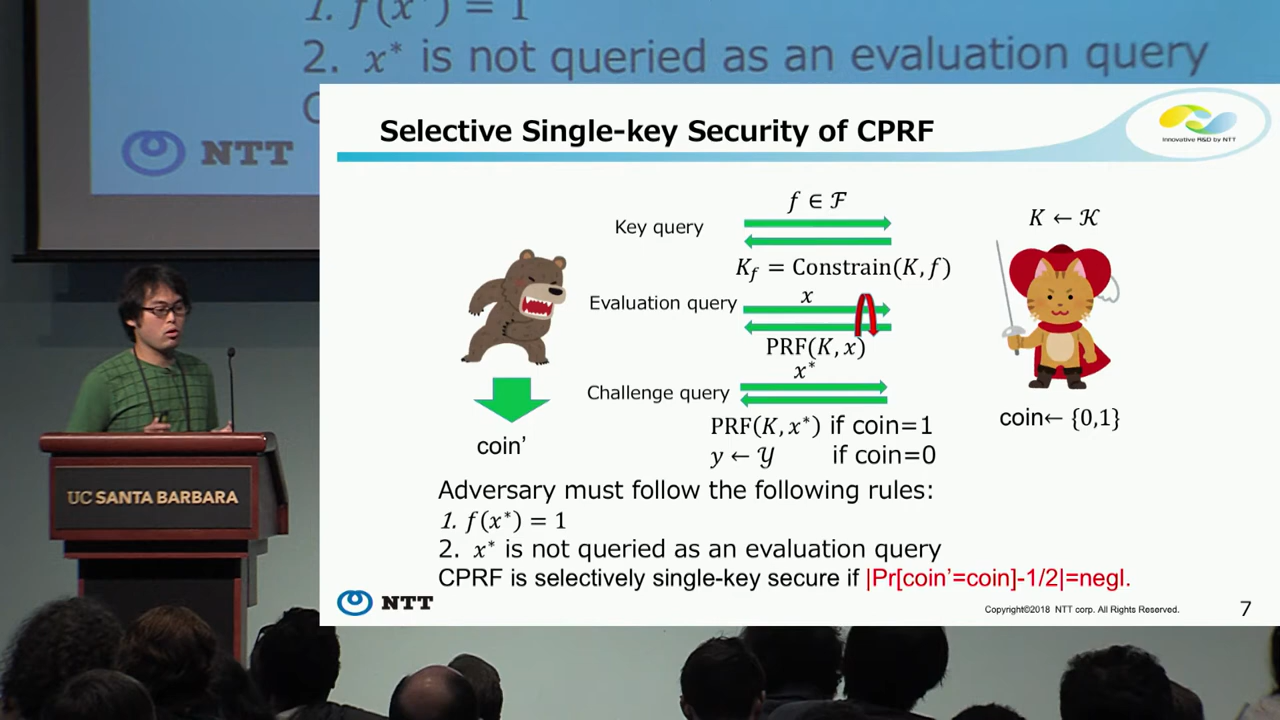 1. f(x*) = 1
2. x* is not queried as an evaluation query
NTT
UC SANTA BARBARA
Selective Single-key Security of CPRF
Innovative R&D by NTT
f ∈ ℱ
K ← 𝒦
Key query
K_f = Constrain(K, f)
Evaluation query
x
PRF(K, x)
x*
Challenge query
PRF(K, x*) if coin=1
y ← 𝒴 if coin=0
coin← {0,1}
coin’
Adversary must follow the following rules:
1. f(x*) = 1
2. x* is not queried as an evaluation query
CPRF is selectively single-key secure if |Pr[coin’=coin]-1/2|=negl.
NTT
Copyright©2018 NTT corp. All Rights Reserved.
7